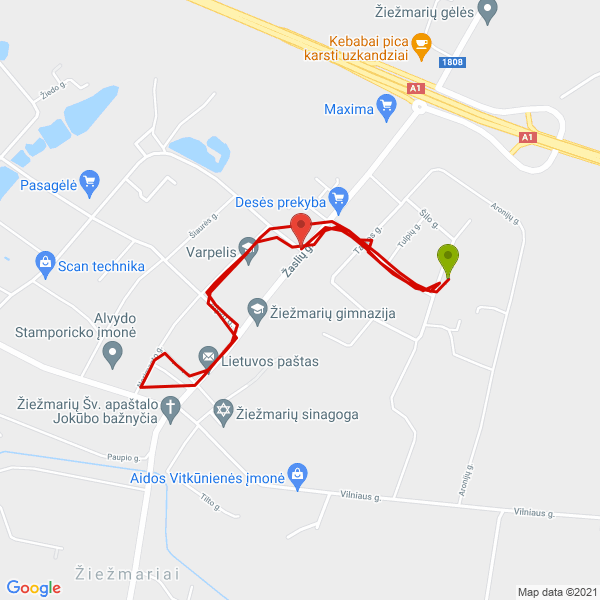 Žiežmarių gėlės
Kebabai pica
karsti uzkandziai
1808
A1
Žiedo g.
Maxima
A1
Pasagėlė
Desės prekyba
Aronijų g.
Šilo g.
Šiaurės g.
Tulpių g.
Varpelis
Žaslių g.
Scan technika
Žiežmarių gimnazija
Alvydo
Stamporicko įmonė
Lietuvos paštas
Žiežmarių Šv. apaštalo
Jokūbo bažnyčia
Žiežmarių sinagoga
Paupio g.
Aidos Vitkūnienės įmonė
Aronijų g.
Tilto g.
Vilniaus g.
Vilniaus g.
Žiežmariai
Google
Map data ©2021